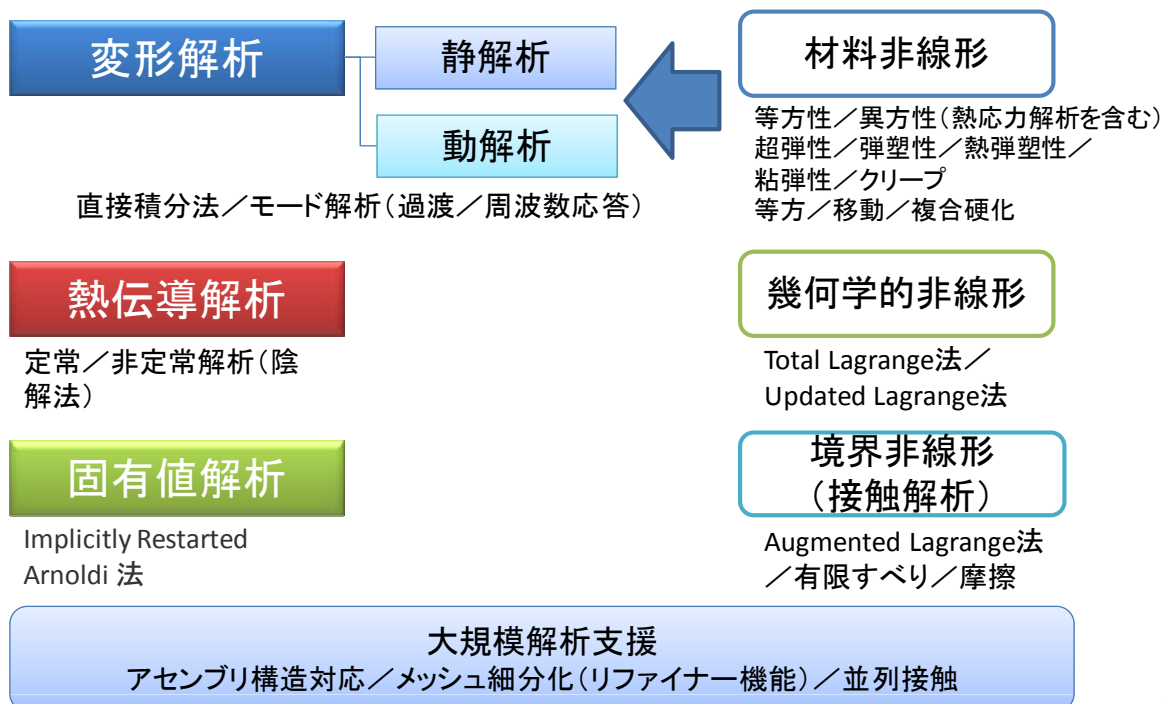 変形解析
静解析
動解析
直接積分法／モード解析（過渡／周波数応答）
材料非線形
等方性／異方性（熱応力解析を含む）
超弾性／弾塑性／熱弾塑性／
粘弾性／クリープ
等方／移動／複合硬化
熱伝導解析
定常／非定常解析（陰
解法）
幾何学的非線形
Total Lagrange法／
Updated Lagrange法
固有値解析
Implicitly Restarted
Arnoldi 法
境界非線形
（接触解析）
Augmented Lagrange法
／有限すべり／摩擦
大規模解析支援
アセンブリ構造対応／メッシュ細分化（リファイナー機能）／並列接触